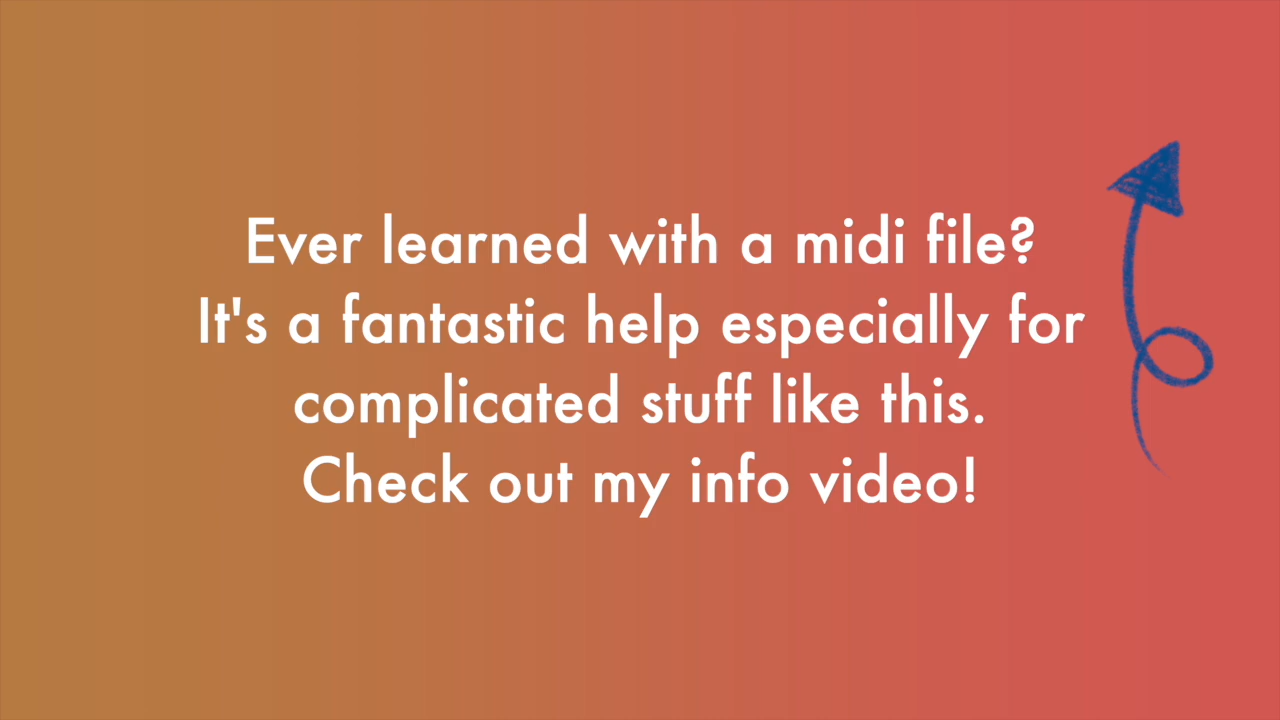 Ever learned with a midi file?
It's a fantastic help especially for
complicated stuff like this.
Check out my info video!